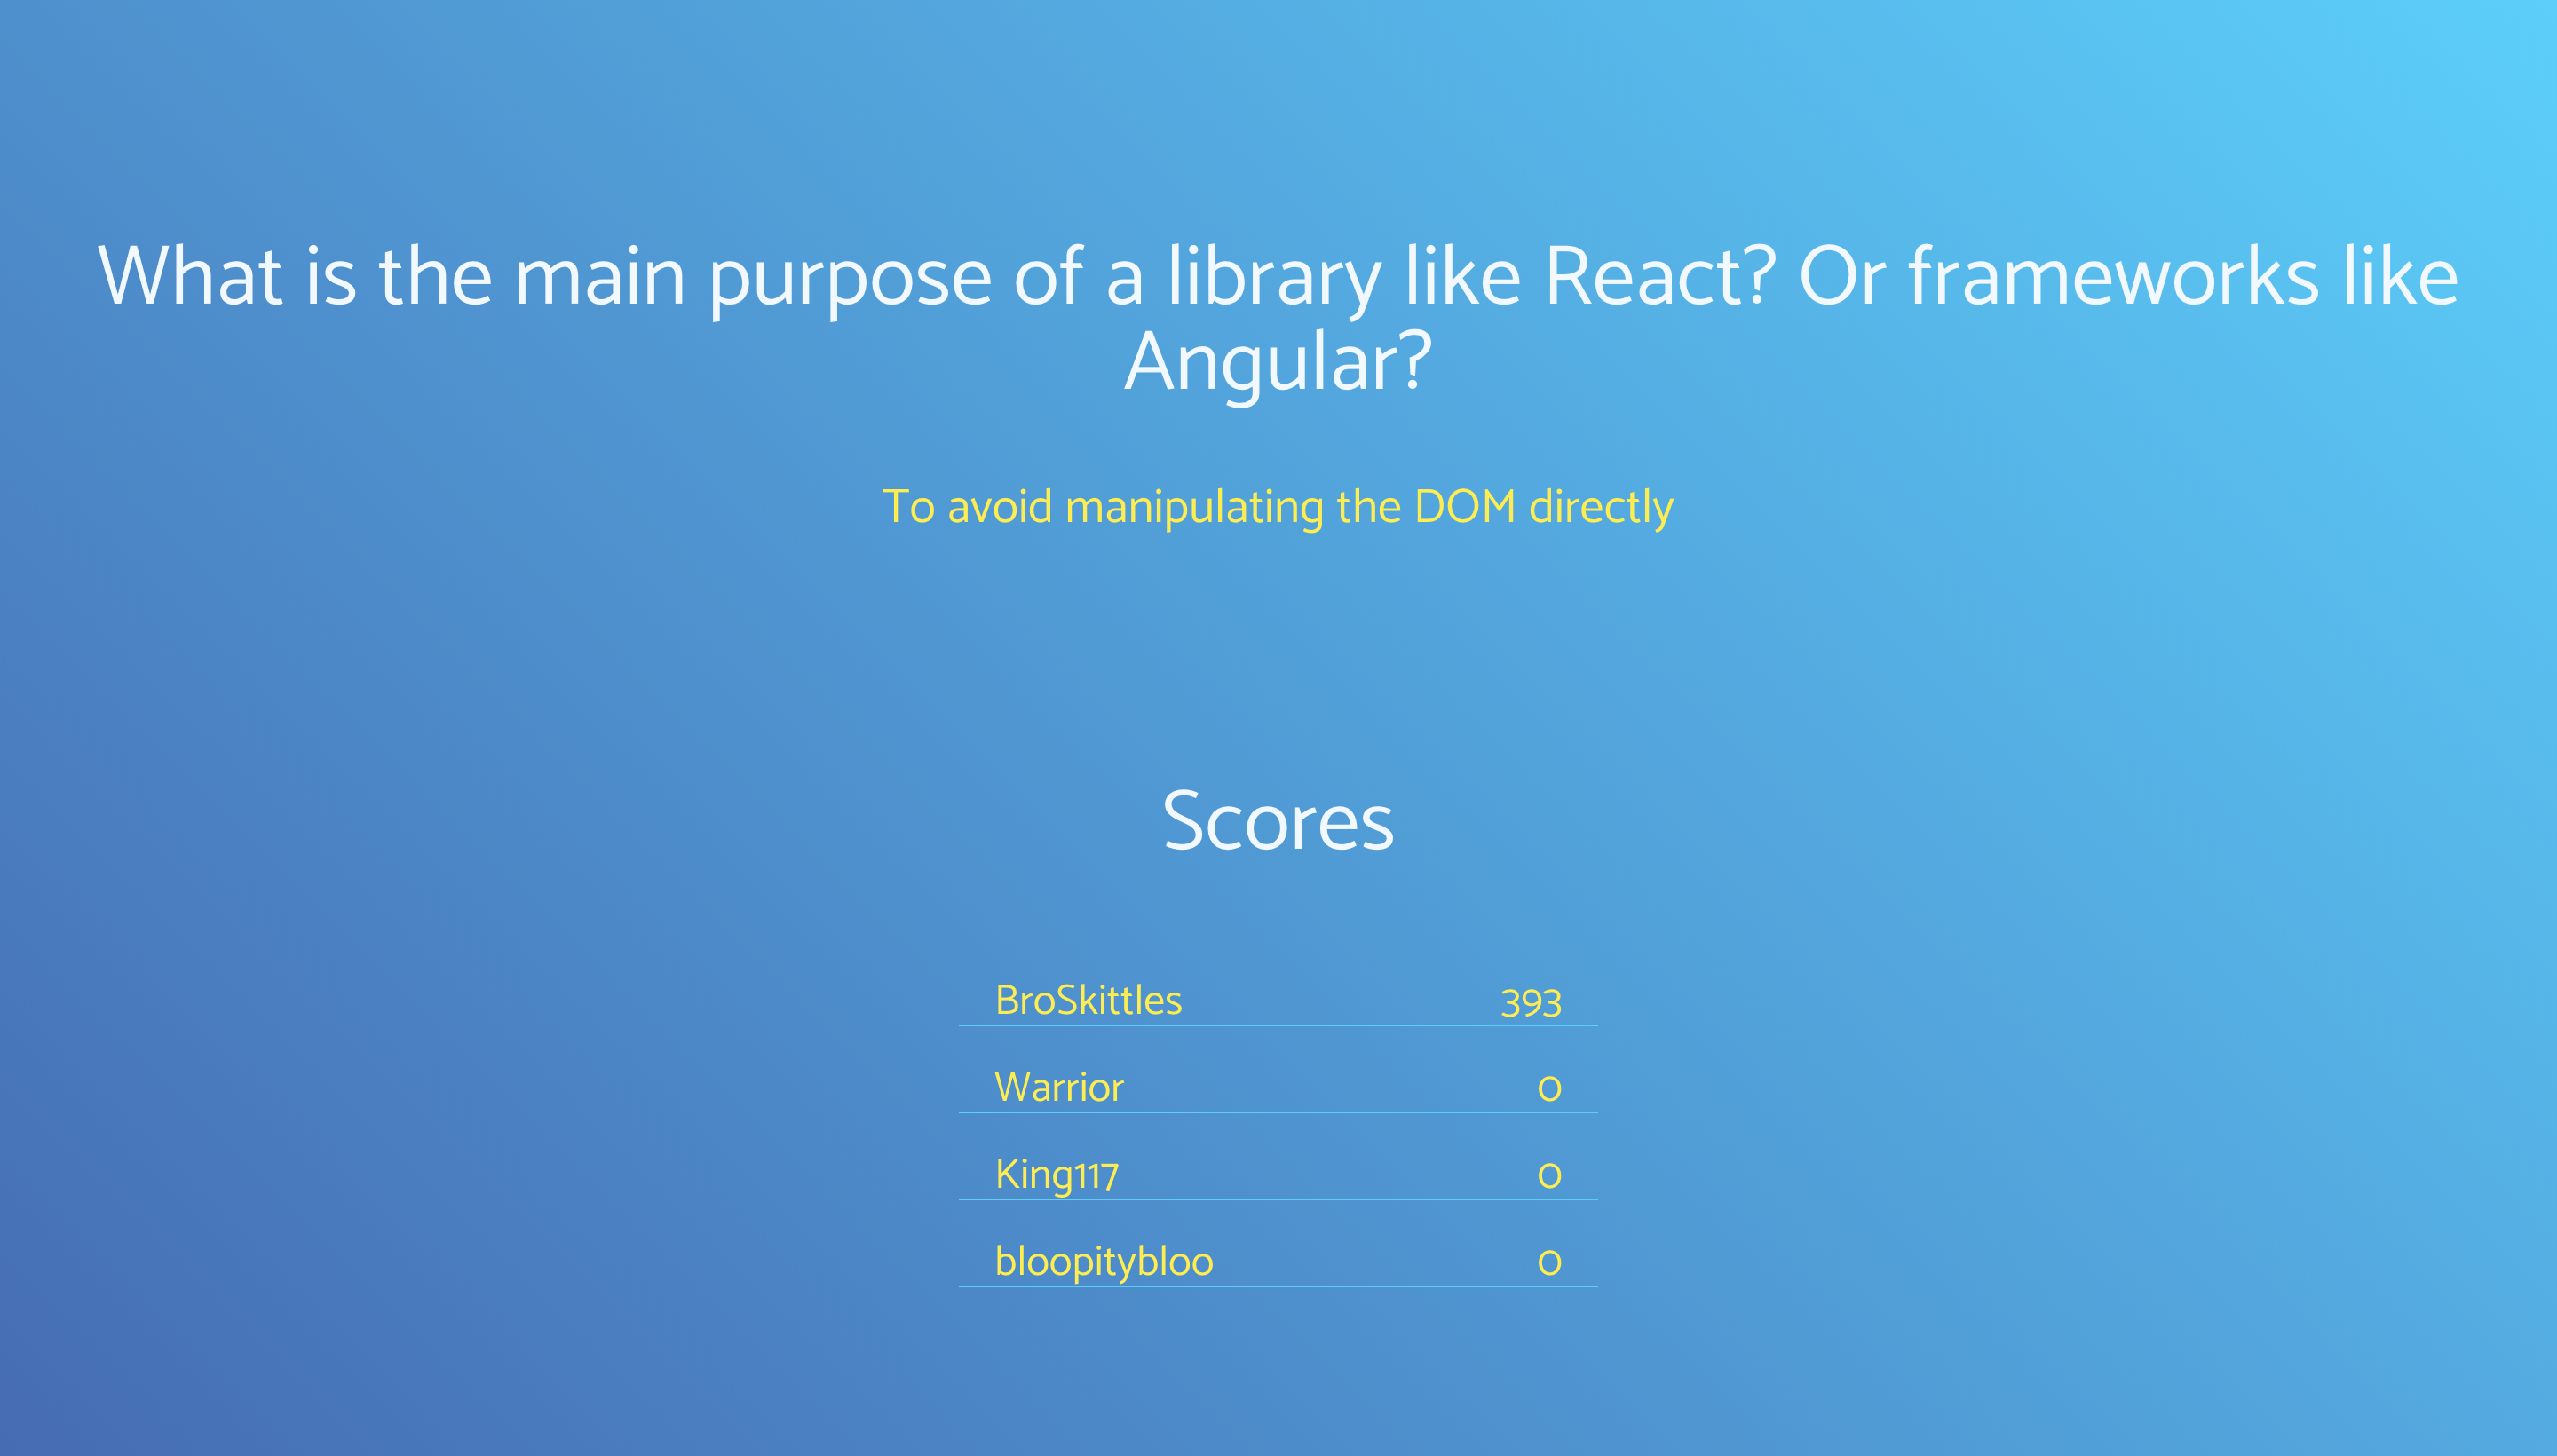 What is the main purpose of a library like React? Or frameworks like
Angular?
To avoid manipulating the DOM directly
Scores
BroSkittles 393
Warrior 0
King117 0
bloopitybloo 0